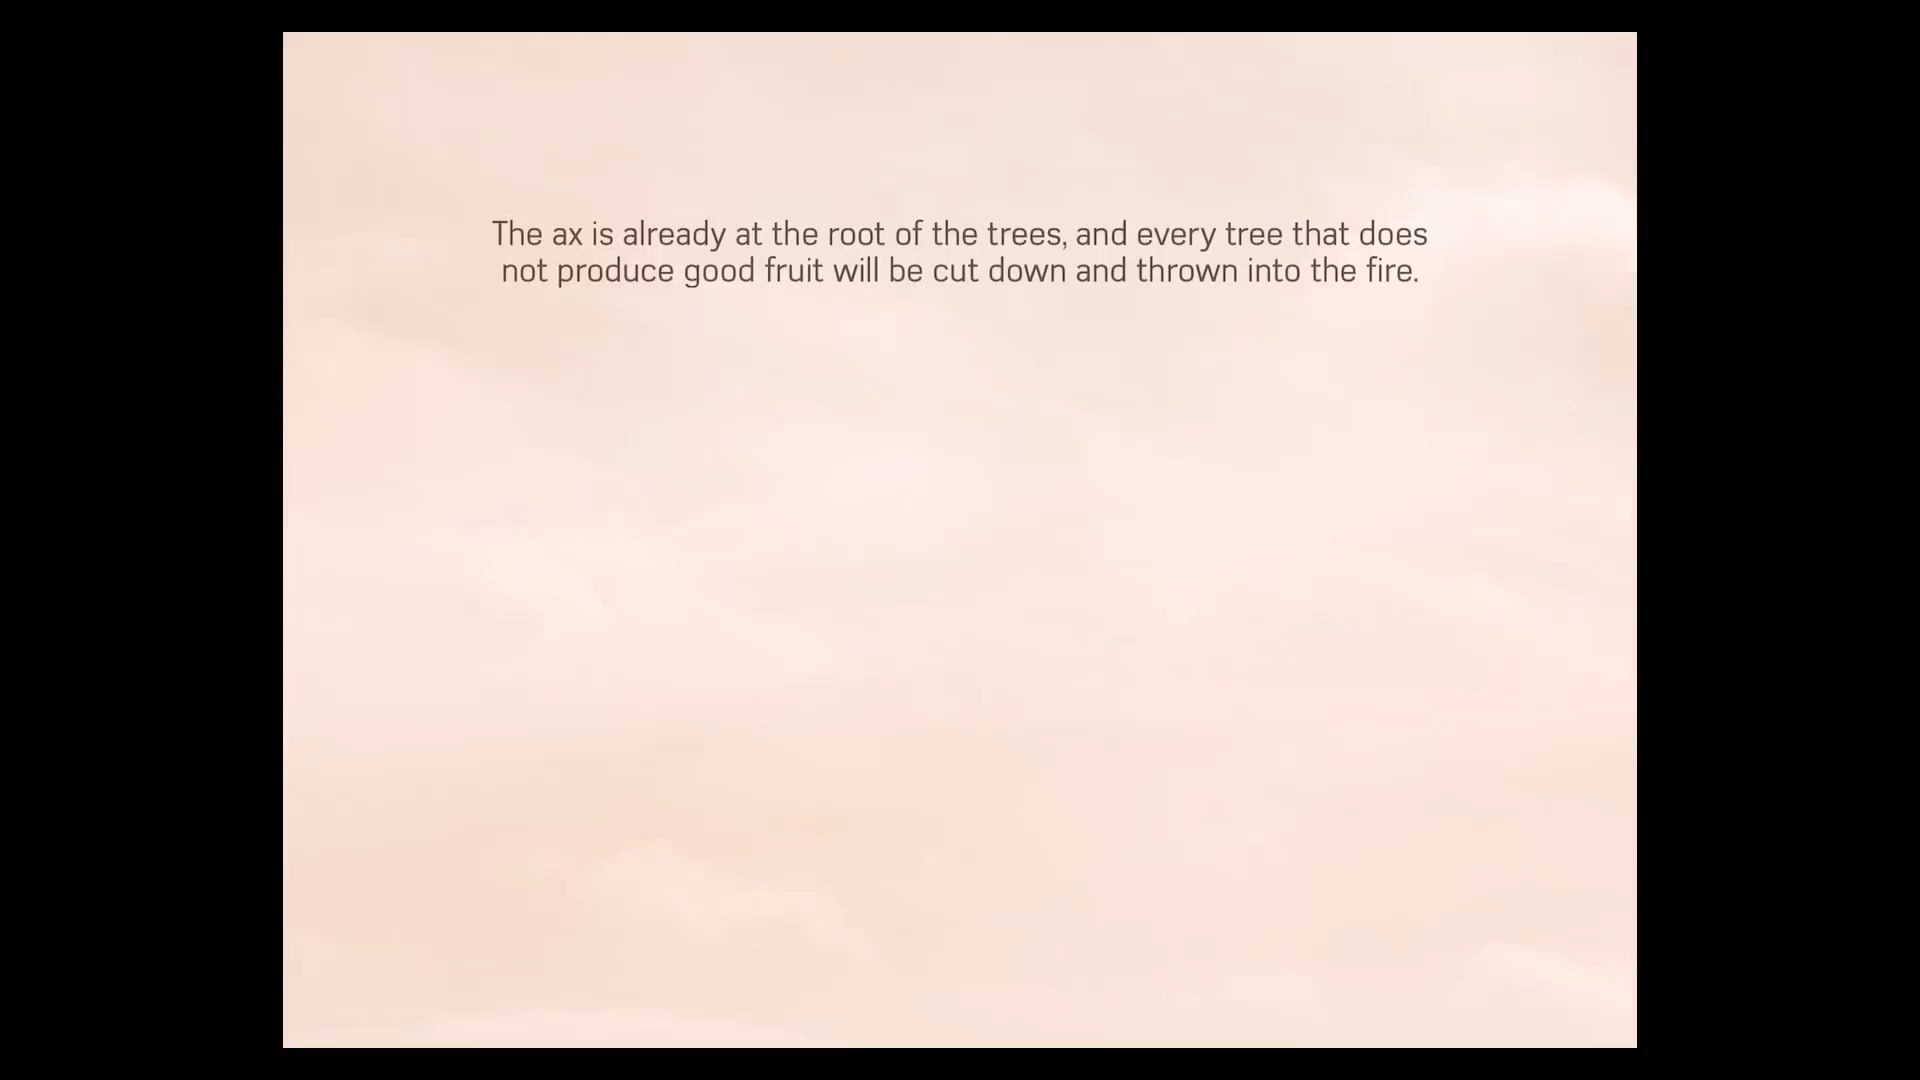 The ax is already at the root of the trees, and every tree that does
not produce good fruit will be cut down and thrown into the fire.